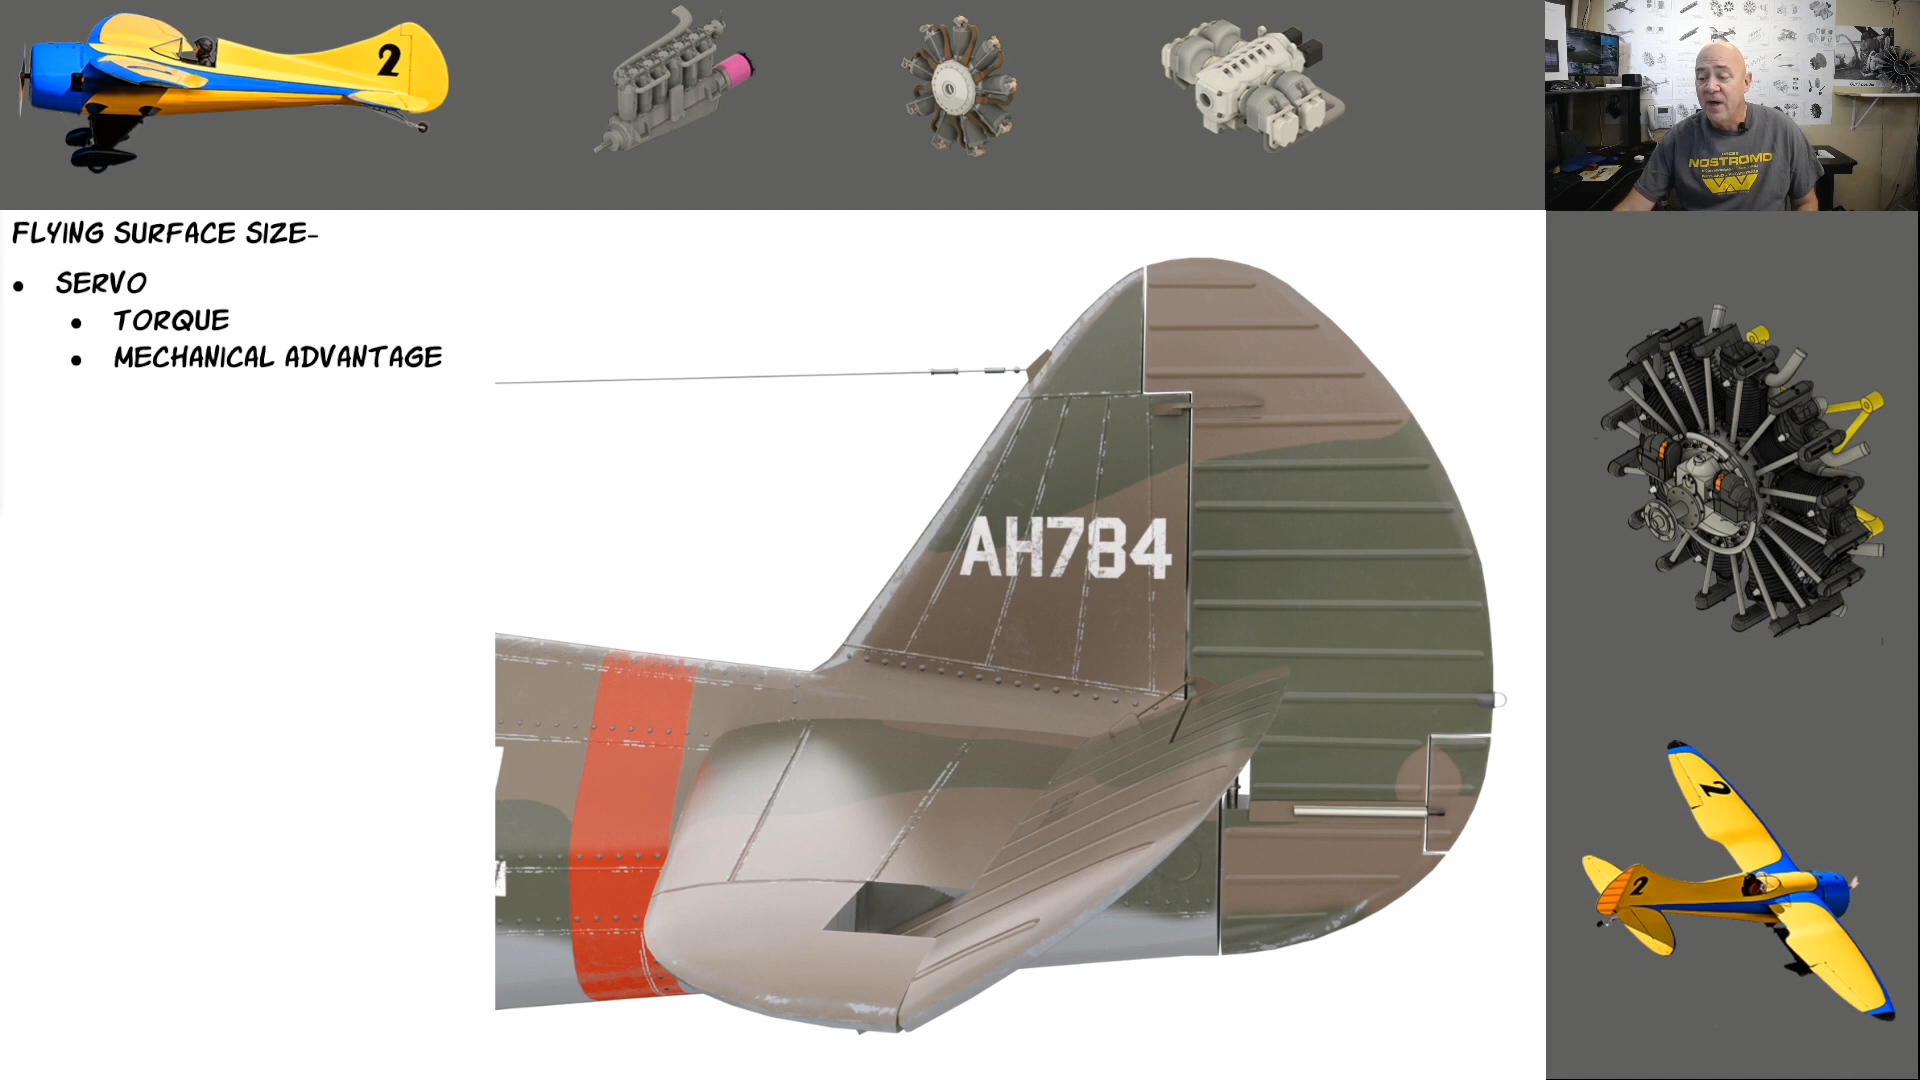 2
NOSTROMO
FLYING SURFACE SIZE-
• SERVO
• TORQUE
• MECHANICAL ADVANTAGE
AH784
2
2